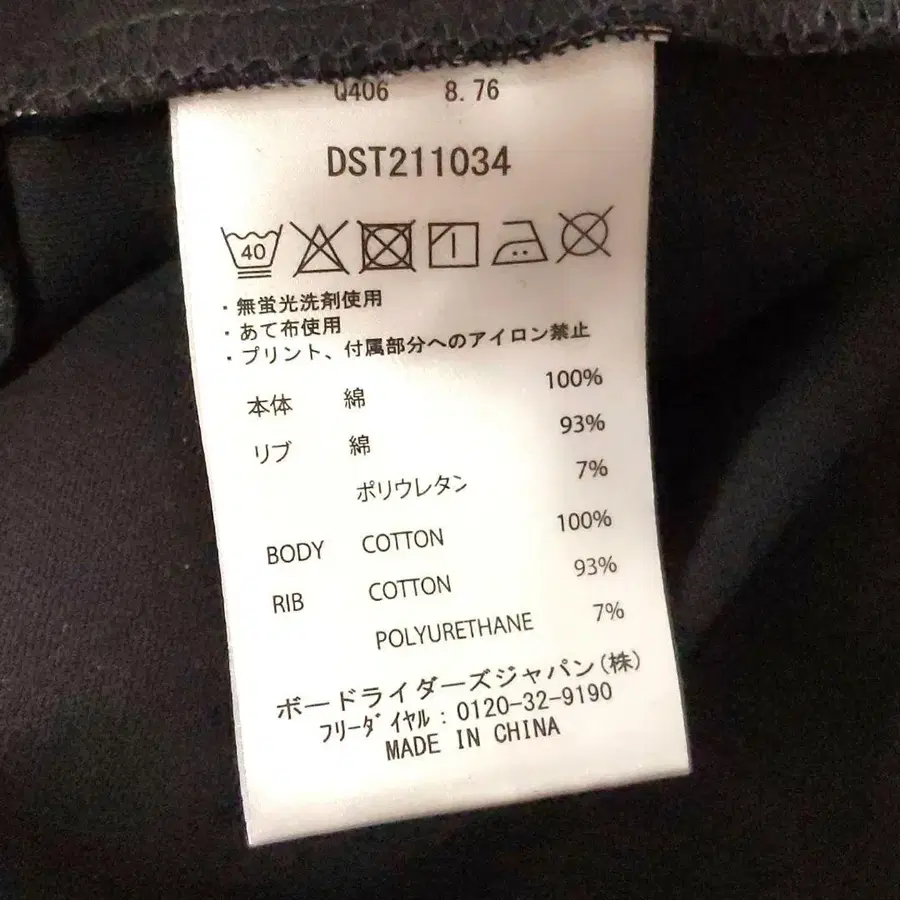 Q406 8.76
DST211034
40
・無蛍光洗剤使用
・あて布使用
・プリント、付属部分へのアイロン禁止
本体 綿 100%
リブ 綿 93%
ポリウレタン 7%
BODY COTTON 100%
RIB COTTON 93%
POLYURETHANE 7%
ボードライダーズジャパン(株)
フリーダイヤル：0120-32-9190
MADE IN CHINA